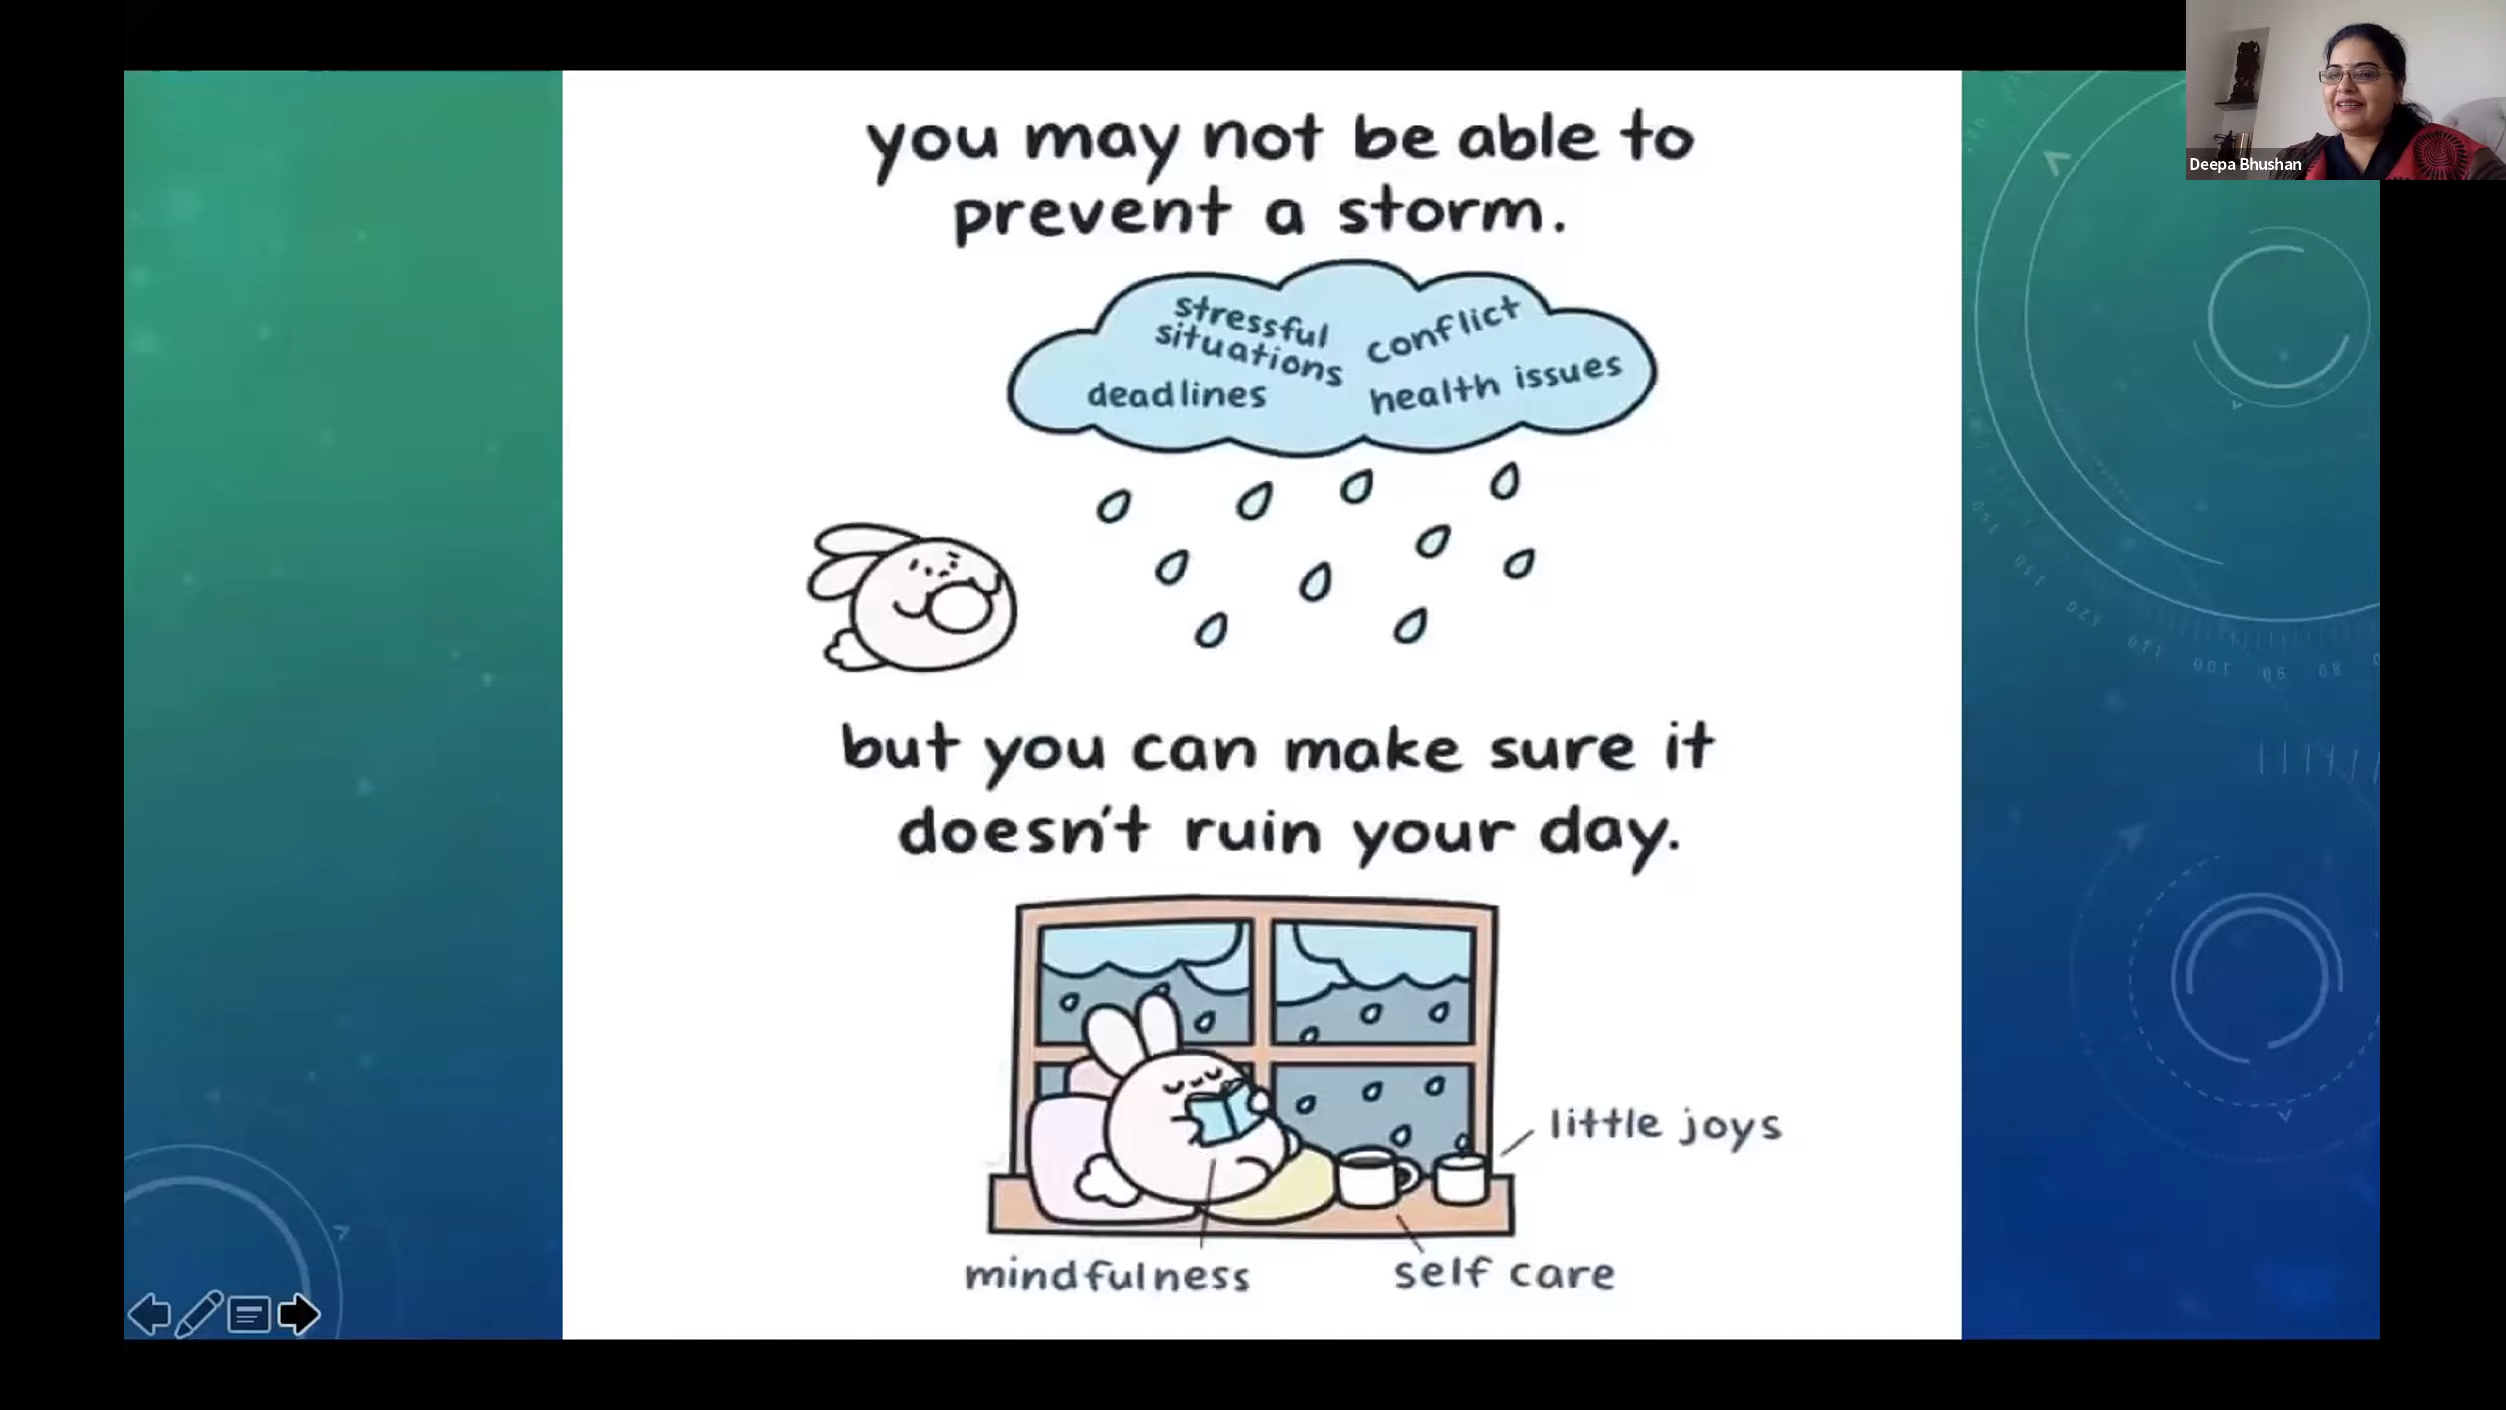 you may not be able to
prevent a storm.
stressful
situations
conflict
deadlines
health issues
but you can make sure it
doesn't ruin your day.
little joys
mindfulness
self care
Deepa Bhushan